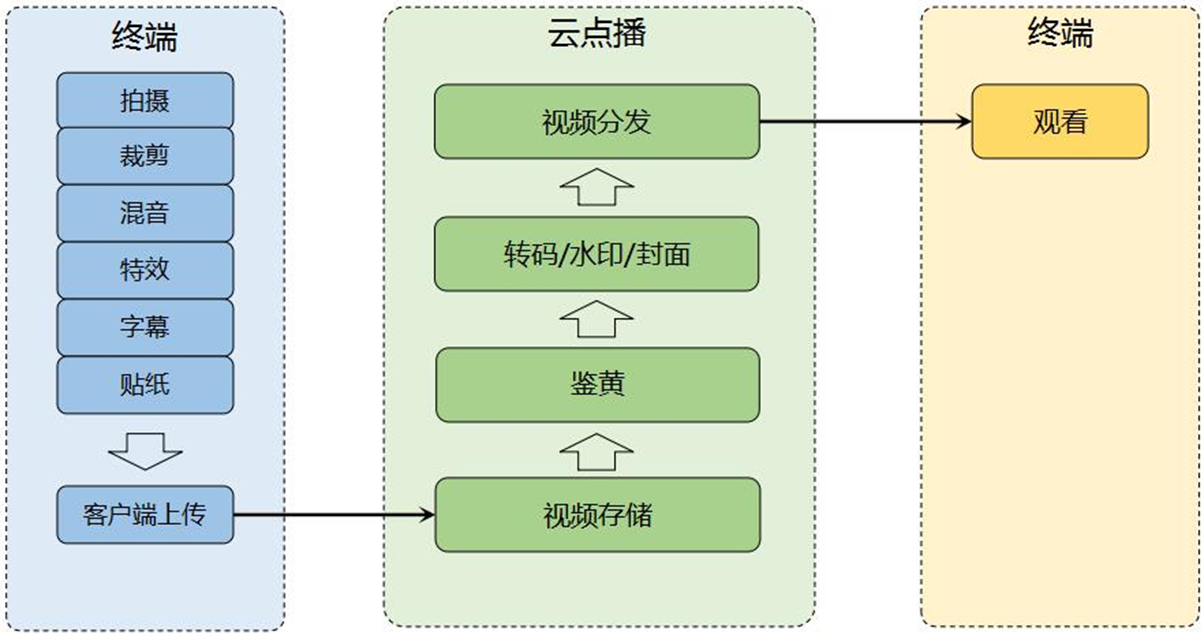 终端
拍摄
裁剪
混音
特效
字幕
贴纸
客户端上传
云点播
视频分发
转码/水印/封面
鉴黄
视频存储
终端
观看